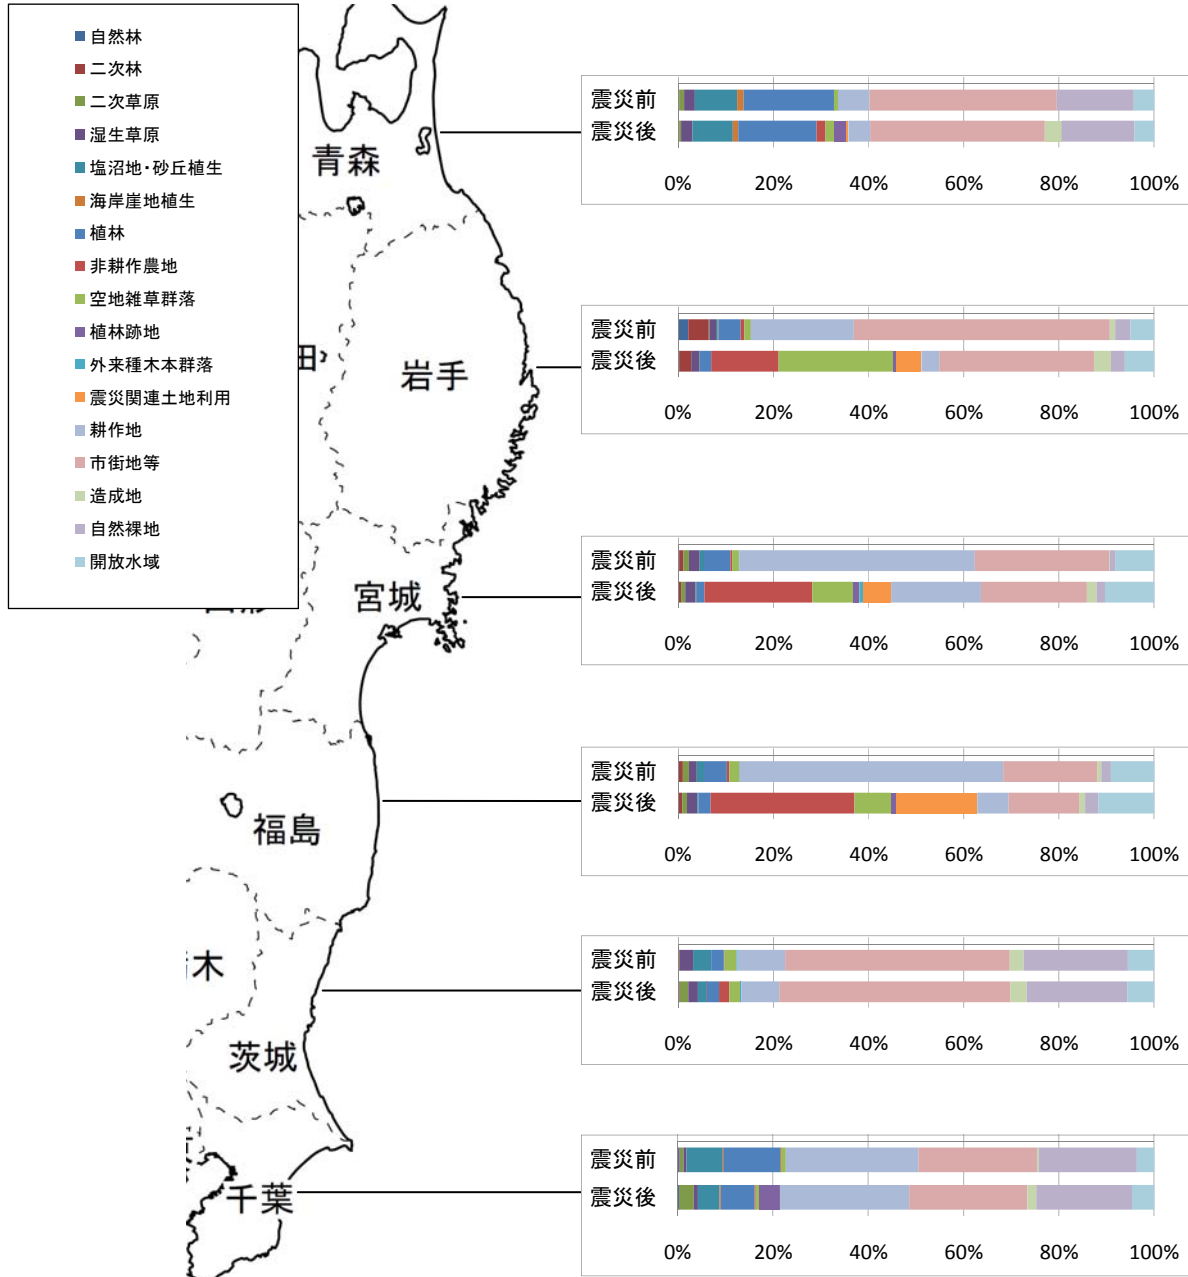 自然林
二次林
二次草原
湿生草原
塩沼地・砂丘植生
海岸崖地植生
植林
非耕作農地
空地雑草群落
植林跡地
外来種木本群落
震災関連土地利用
耕作地
市街地等
造成地
自然裸地
開放水域
青森
震災前
震災後
0% 20% 40% 60% 80% 100%
岩手
震災前
震災後
0% 20% 40% 60% 80% 100%
宮城
震災前
震災後
0% 20% 40% 60% 80% 100%
福島
震災前
震災後
0% 20% 40% 60% 80% 100%
木
茨城
震災前
震災後
0% 20% 40% 60% 80% 100%
千葉
震災前
震災後
0% 20% 40% 60% 80% 100%